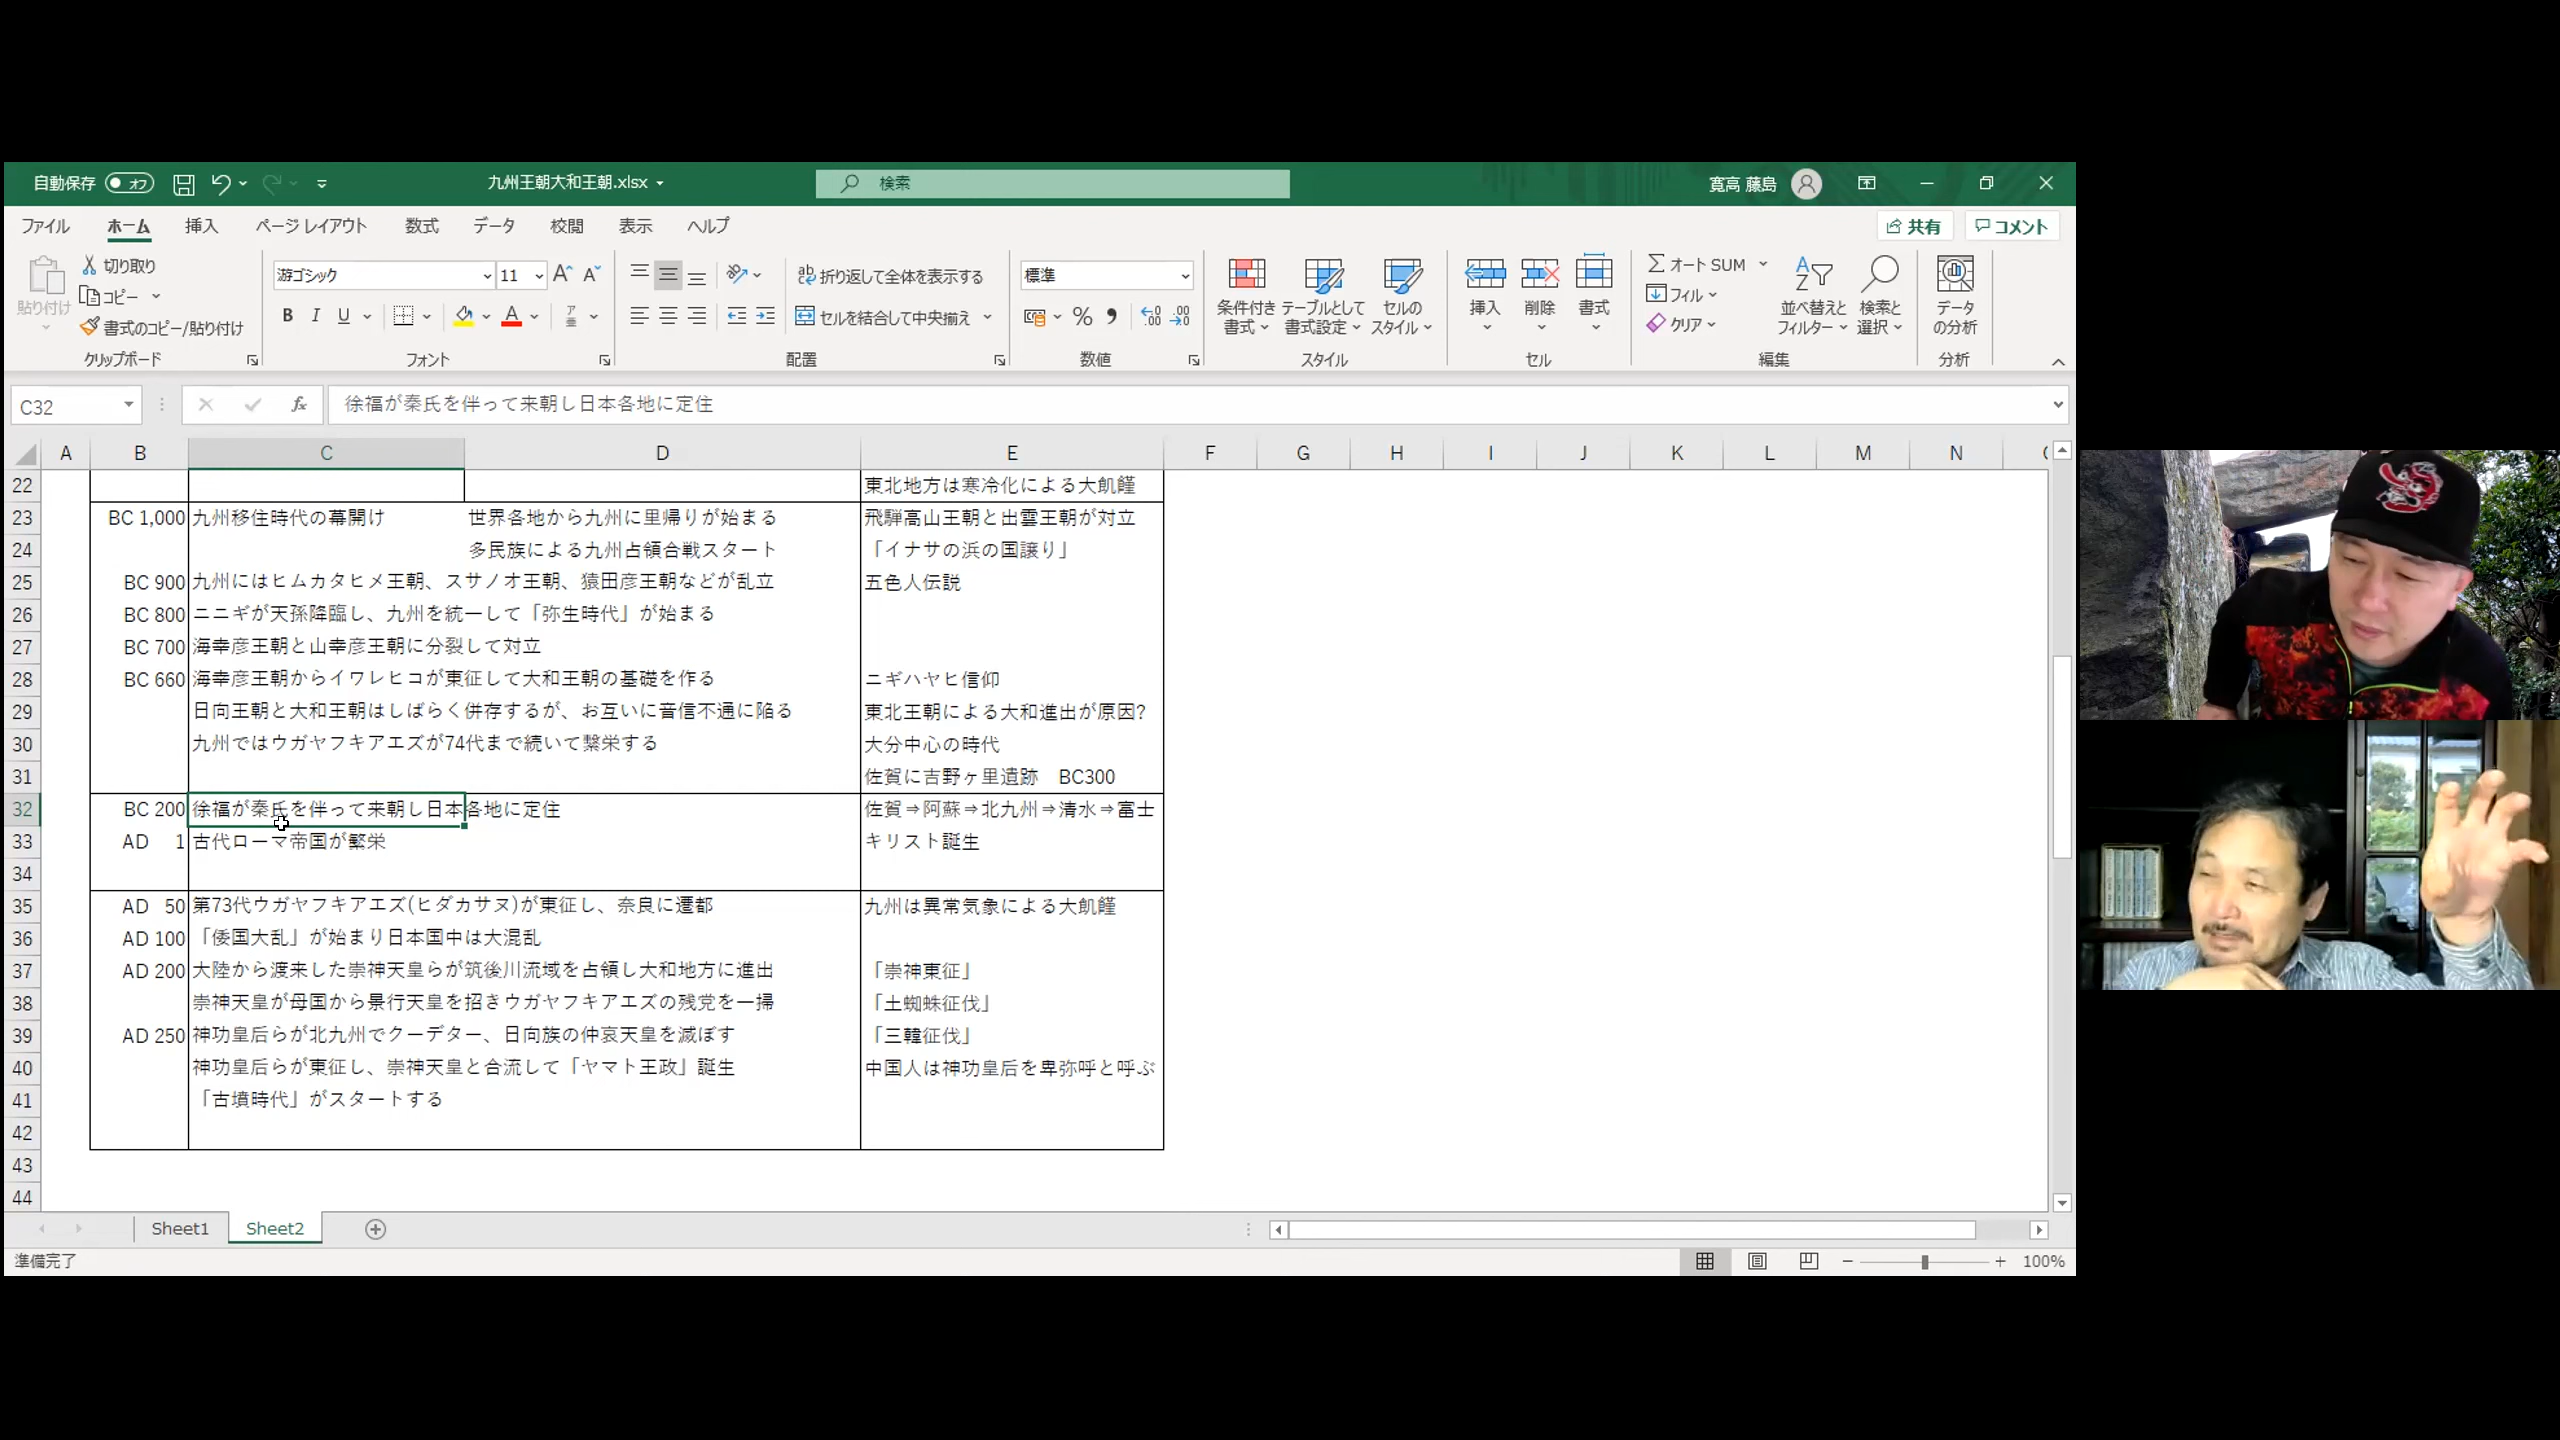 自動保存 オフ 九州王朝大和王朝.xlsx 検索 寛高 藤島
ファイル ホーム 挿入 ページ レイアウト 数式 データ 校閲 表示 ヘルプ 共有 コメント
貼り付け
切り取り
コピー
書式のコピー/貼り付け
クリップボード
游ゴシック 11
B I U
フォント
折り返して全体を表示する
セルを結合して中央揃え
配置
標準
数値
条件付き書式
テーブルとして書式設定
セルのスタイル
スタイル
挿入 削除 書式
セル
オート SUM
フィル
クリア
並べ替えとフィルター
検索と選択
編集
データの分析
分析
C32 fx 徐福が秦氏を伴って来朝し日本各地に定住
A B C D E F G H I J K L M N
22 東北地方は寒冷化による大飢饉
23 BC 1,000 九州移住時代の幕開け 世界各地から九州に里帰りが始まる 飛騨高山王朝と出雲王朝が対立
24 多民族による九州占領合戦スタート 「イナサの浜の国譲り」
25 BC 900 九州にはヒムカタヒメ王朝、スサノオ王朝、猿田彦王朝などが乱立 五色人伝説
26 BC 800 ニニギが天孫降臨し、九州を統一して「弥生時代」が始まる
27 BC 700 海幸彦王朝と山幸彦王朝に分裂して対立
28 BC 660 海幸彦王朝からイワレヒコが東征して大和王朝の基礎を作る ニギハヤヒ信仰
29 日向王朝と大和王朝はしばらく併存するが、お互いに音信不通に陥る 東北王朝による大和進出が原因?
30 九州ではウガヤフキアエズが74代まで続いて繫栄する 大分中心の時代
31 佐賀に吉野ヶ里遺跡 BC300
32 BC 200 徐福が秦氏を伴って来朝し日本各地に定住 佐賀⇒阿蘇⇒北九州⇒清水⇒富士
33 AD 1 古代ローマ帝国が繁栄 キリスト誕生
34
35 AD 50 第73代ウガヤフキアエズ(ヒダカサヌ)が東征し、奈良に遷都 九州は異常気象による大飢饉
36 AD 100 「倭国大乱」が始まり日本国中は大混乱
37 AD 200 大陸から渡来した崇神天皇らが筑後川流域を占領し大和地方に進出 「崇神東征」
38 崇神天皇が母国から景行天皇を招きウガヤフキアエズの残党を一掃 「土蜘蛛征伐」
39 AD 250 神功皇后らが北九州でクーデター、日向族の仲哀天皇を滅ぼす 「三韓征伐」
40 神功皇后らが東征し、崇神天皇と合流して「ヤマト王政」誕生 中国人は神功皇后を卑弥呼と呼ぶ
41 「古墳時代」がスタートする
42
43
44
Sheet1 Sheet2
準備完了 100%